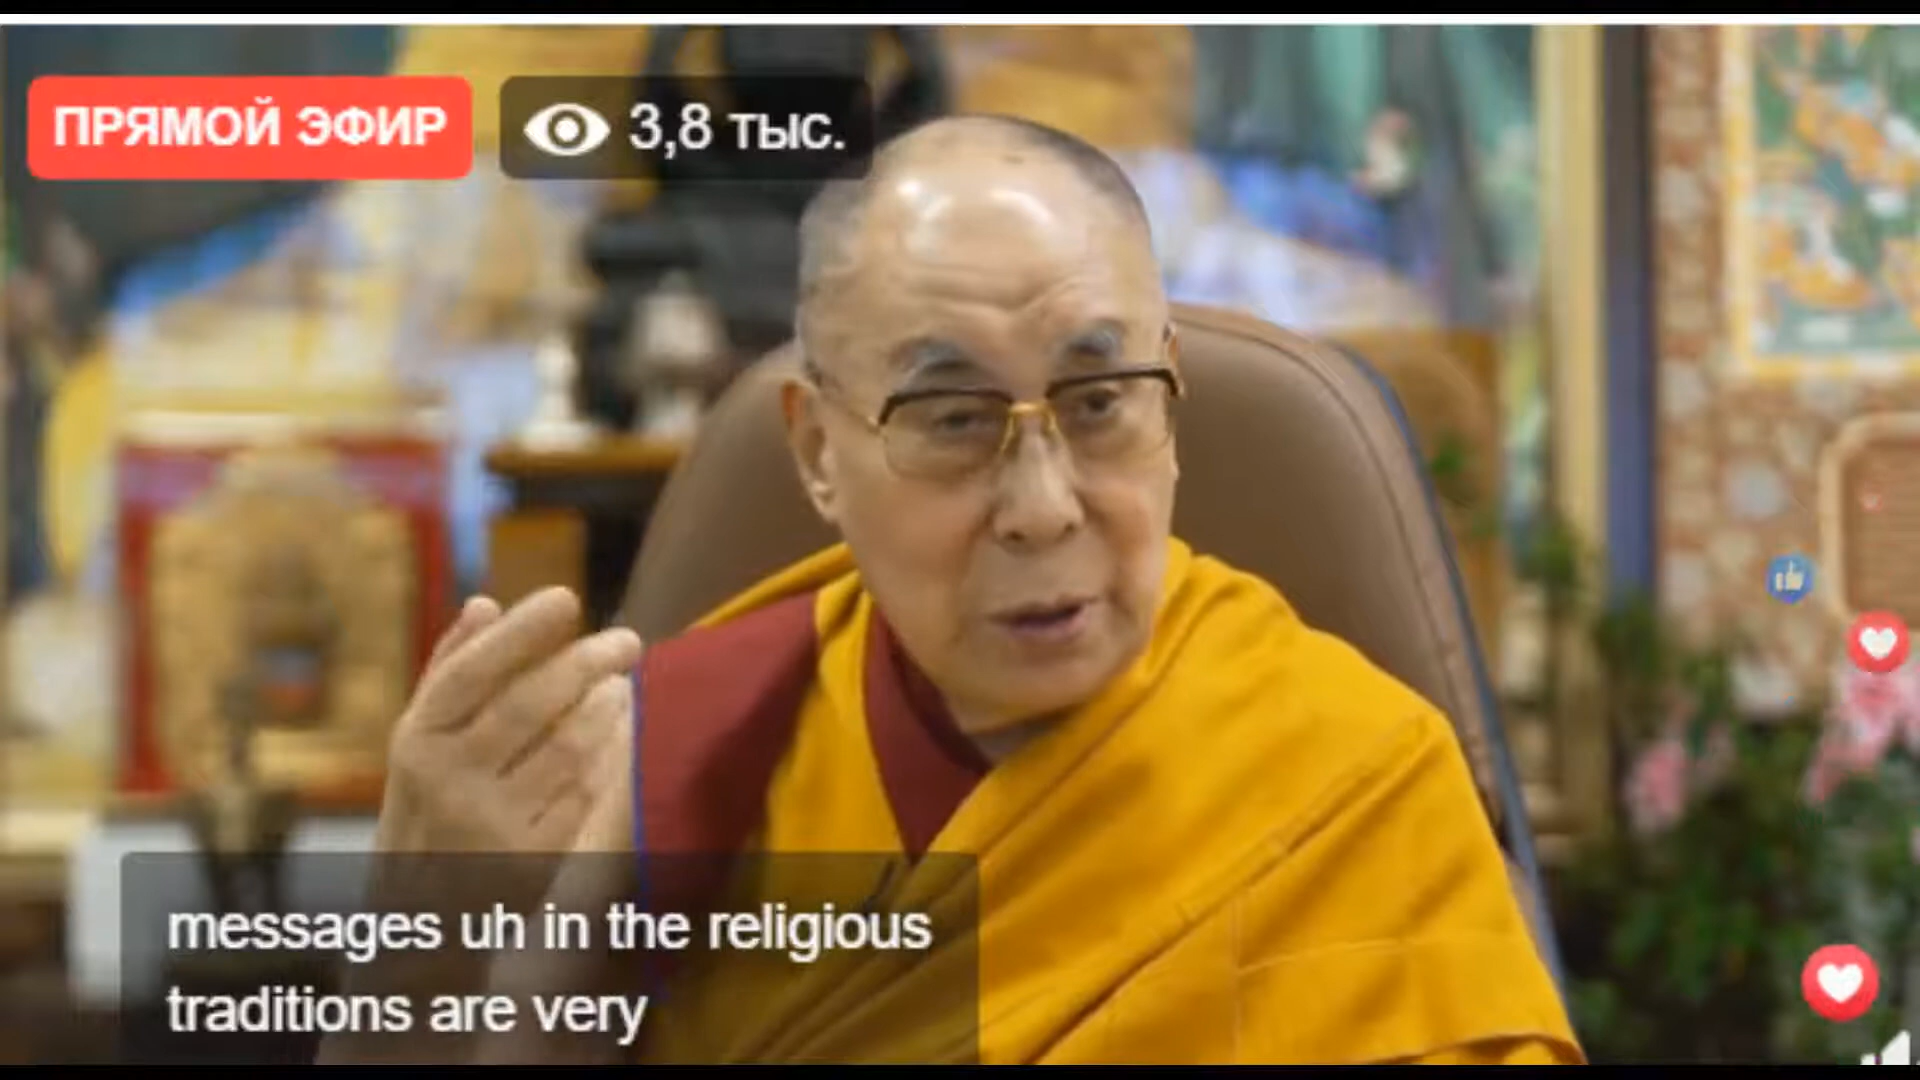 ПРЯМОЙ ЭФИР
3,8 тыс.
messages uh in the religious
traditions are very